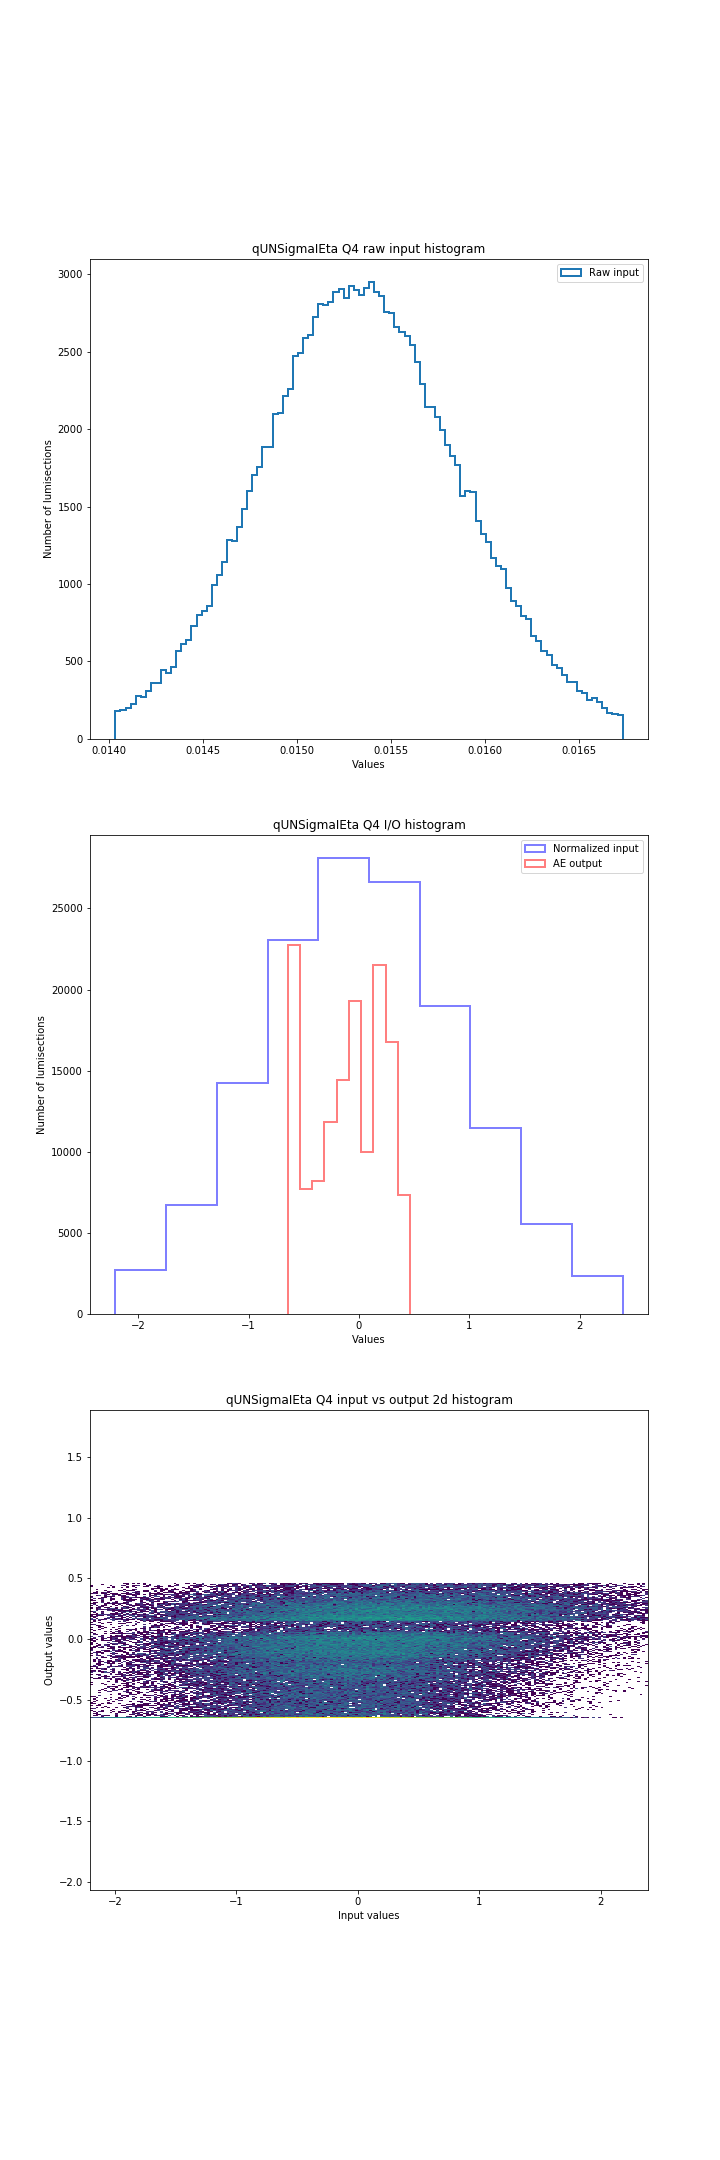 qUNSigmaIEta Q4 raw input histogram
Raw input
3000
2500
2000
1500
1000
500
0
Number of lumisections
0.0140 0.0145 0.0150 0.0155 0.0160 0.0165
Values
qUNSigmaIEta Q4 I/O histogram
Normalized input
AE output
25000
20000
15000
10000
5000
0
Number of lumisections
−2 −1 0 1 2
Values
qUNSigmaIEta Q4 input vs output 2d histogram
1.5
1.0
0.5
0.0
−0.5
−1.0
−1.5
−2.0
Output values
−2 −1 0 1 2
Input values